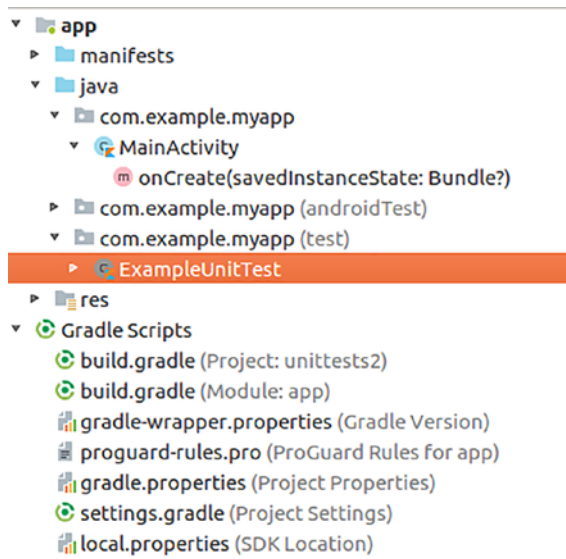 app
manifests
java
com.example.myapp
MainActivity
onCreate(savedInstanceState: Bundle?)
com.example.myapp (androidTest)
com.example.myapp (test)
ExampleUnitTest
res
Gradle Scripts
build.gradle (Project: unittests2)
build.gradle (Module: app)
gradle-wrapper.properties (Gradle Version)
proguard-rules.pro (ProGuard Rules for app)
gradle.properties (Project Properties)
settings.gradle (Project Settings)
local.properties (SDK Location)